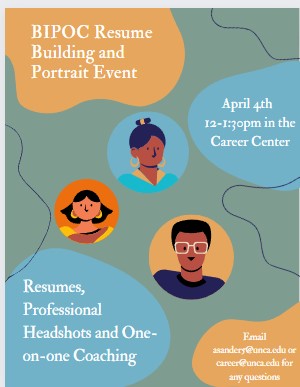 BIPOC Resume
Building and
Portrait Event
April 4th
12-1:30pm in the
Career Center
Resumes,
Professional
Headshots and One-
on-one Coaching
Email
asandery@unca.edu or
career@unca.edu for
any questions